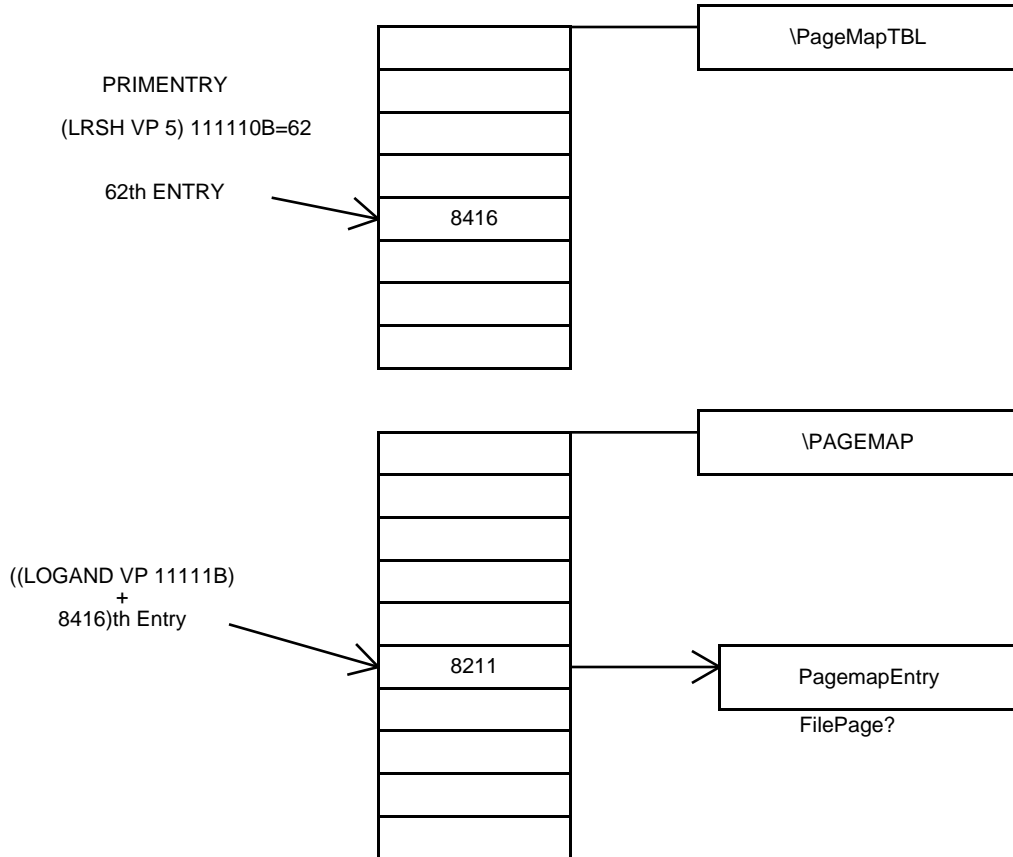 \PageMapTBL
PRIMENTRY
(LRSH VP 5) 111110B=62
62th ENTRY
8416
\PAGEMAP
((LOGAND VP 11111B)
+
8416)th Entry
8211
PagemapEntry
FilePage?